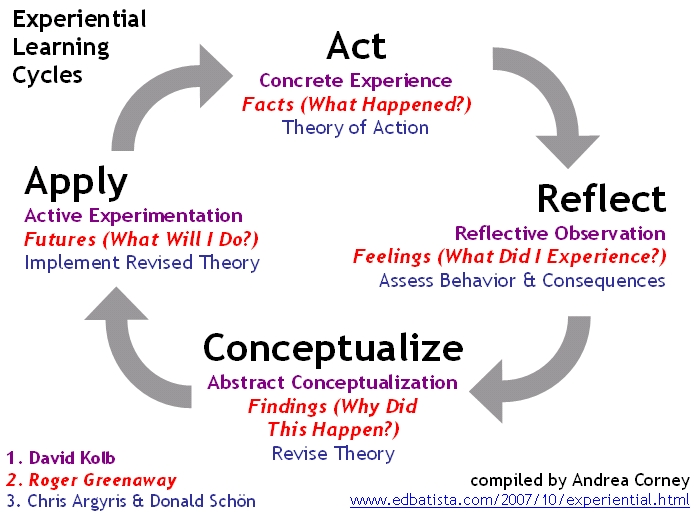 Experiential
Learning
Cycles
Act
Concrete Experience
Facts (What Happened?)
Theory of Action
Reflect
Reflective Observation
Feelings (What Did I Experience?)
Assess Behavior & Consequences
Conceptualize
Abstract Conceptualization
Findings (Why Did
This Happen?)
Revise Theory
Apply
Active Experimentation
Futures (What Will I Do?)
Implement Revised Theory
1. David Kolb
2. Roger Greenaway
3. Chris Argyris & Donald Schön
compiled by Andrea Corney
www.edbatista.com/2007/10/experiential.html